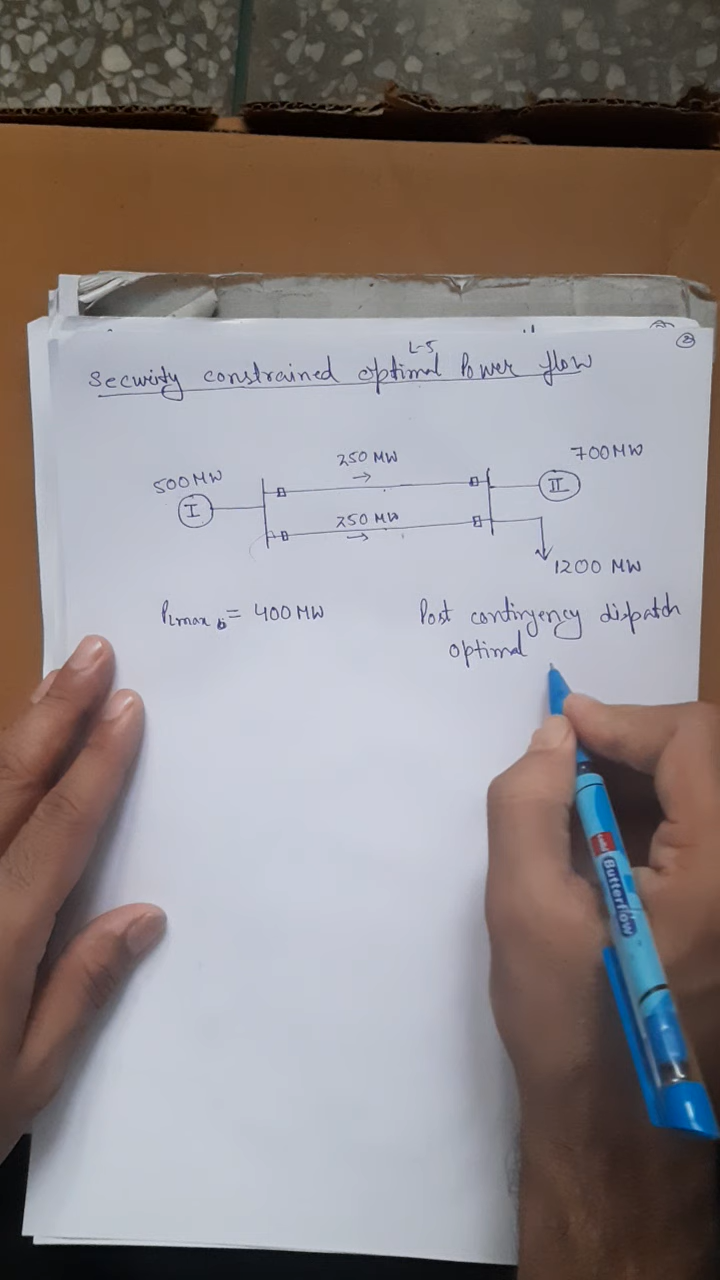 ②
L-5
Security constrained optimal Power flow
250 MW
700 MW
500 MW
I
II
250 MW
1200 MW
PLmax = 400 MW
Post contingency dispatch
optimal
Butterflow